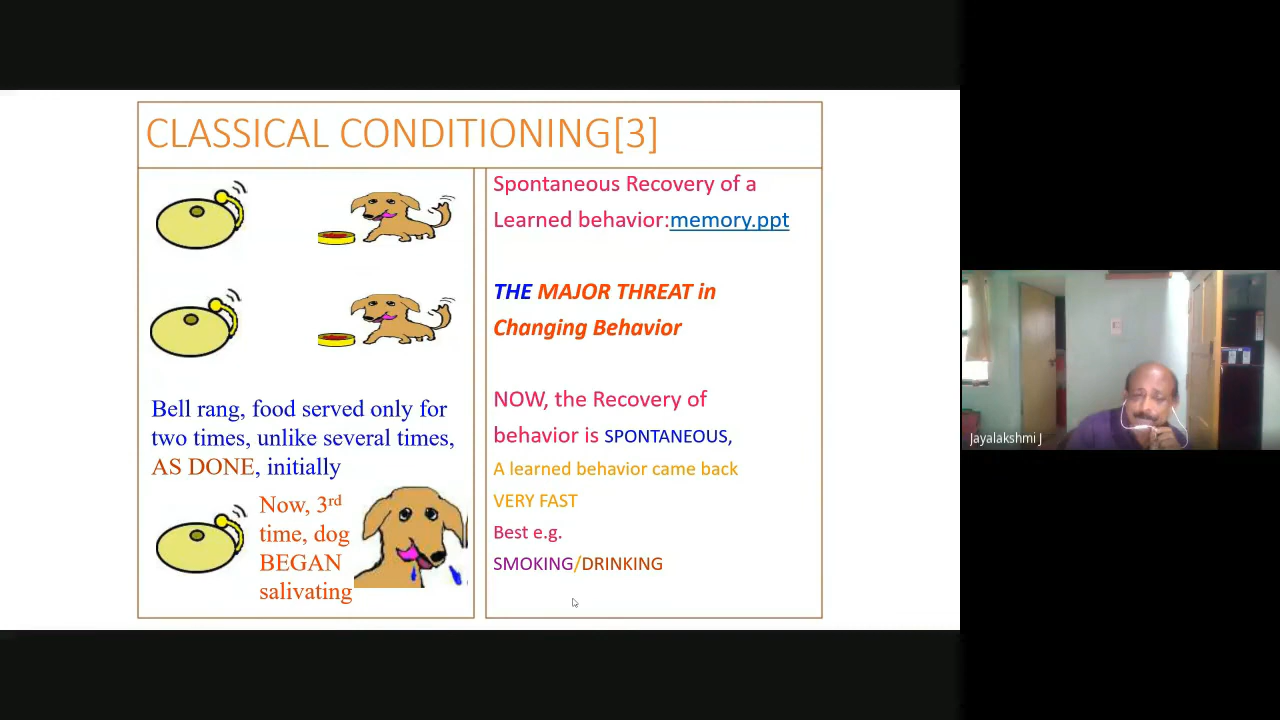 CLASSICAL CONDITIONING[3]
Bell rang, food served only for
two times, unlike several times,
AS DONE, initially
Now, 3rd
time, dog
BEGAN
salivating
Spontaneous Recovery of a
Learned behavior:memory.ppt
THE MAJOR THREAT in
Changing Behavior
NOW, the Recovery of
behavior is SPONTANEOUS,
A learned behavior came back
VERY FAST
Best e.g.
SMOKING/DRINKING
Jayalakshmi J